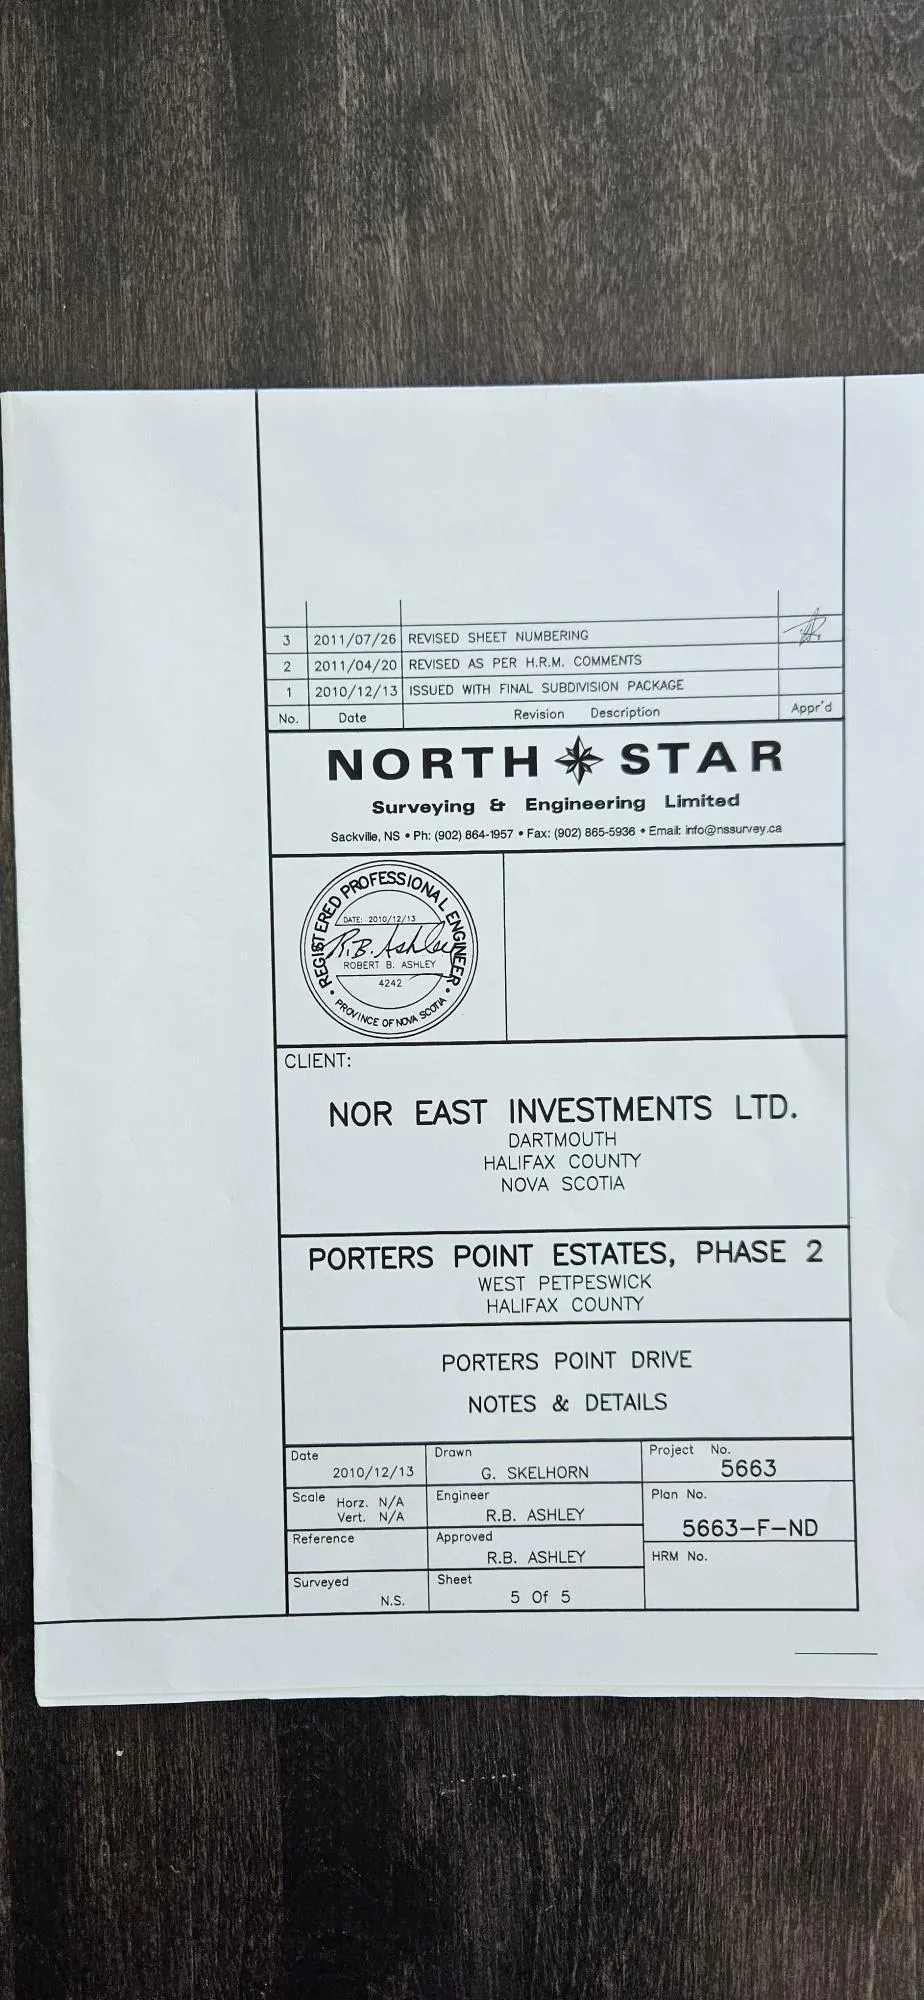 3 2011/07/26 REVISED SHEET NUMBERING
2 2011/04/20 REVISED AS PER H.R.M. COMMENTS
1 2010/12/13 ISSUED WITH FINAL SUBDIVISION PACKAGE
No. Date Revision Description Appr'd
NORTH STAR
Surveying & Engineering Limited
Sackville, NS • Ph: (902) 864-1957 • Fax: (902) 865-5936 • Email: info@nssurvey.ca
REGISTERED PROFESSIONAL ENGINEER
DATE: 2010/12/13
R.B. Ashley
ROBERT B. ASHLEY
4242
PROVINCE OF NOVA SCOTIA
CLIENT:
NOR EAST INVESTMENTS LTD.
DARTMOUTH
HALIFAX COUNTY
NOVA SCOTIA
PORTERS POINT ESTATES, PHASE 2
WEST PETPESWICK
HALIFAX COUNTY
PORTERS POINT DRIVE
NOTES & DETAILS
Date Drawn Project No.
2010/12/13 G. SKELHORN 5663
Scale Horz. N/A Engineer Plan No.
Vert. N/A R.B. ASHLEY 5663-F-ND
Reference Approved HRM No.
R.B. ASHLEY
Surveyed Sheet
N.S. 5 Of 5